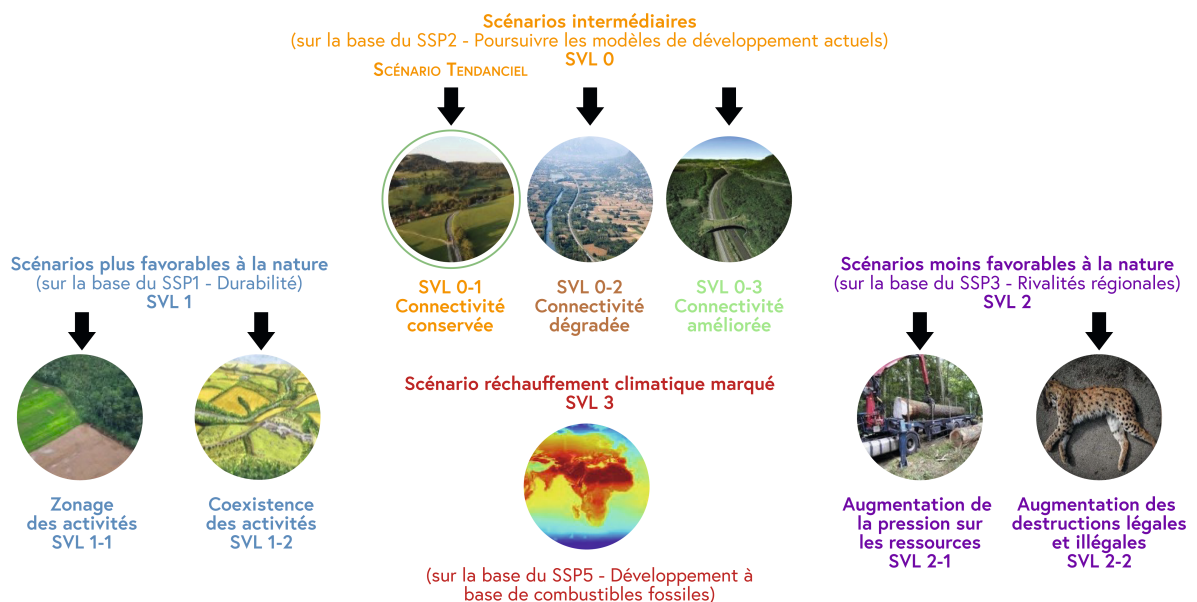 Scénarios intermédiaires
(sur la base du SSP2 - Poursuivre les modèles de développement actuels)
SVL 0
Scénario Tendanciel
SVL 0-1
Connectivité
conservée
SVL 0-2
Connectivité
dégradée
SVL 0-3
Connectivité
améliorée
Scénarios plus favorables à la nature
(sur la base du SSP1 - Durabilité)
SVL 1
Zonage
des activités
SVL 1-1
Coexistence
des activités
SVL 1-2
Scénario réchauffement climatique marqué
SVL 3
(sur la base du SSP5 - Développement à
base de combustibles fossiles)
Scénarios moins favorables à la nature
(sur la base du SSP3 - Rivalités régionales)
SVL 2
Augmentation de
la pression sur
les ressources
SVL 2-1
Augmentation des
destructions légales
et illégales
SVL 2-2